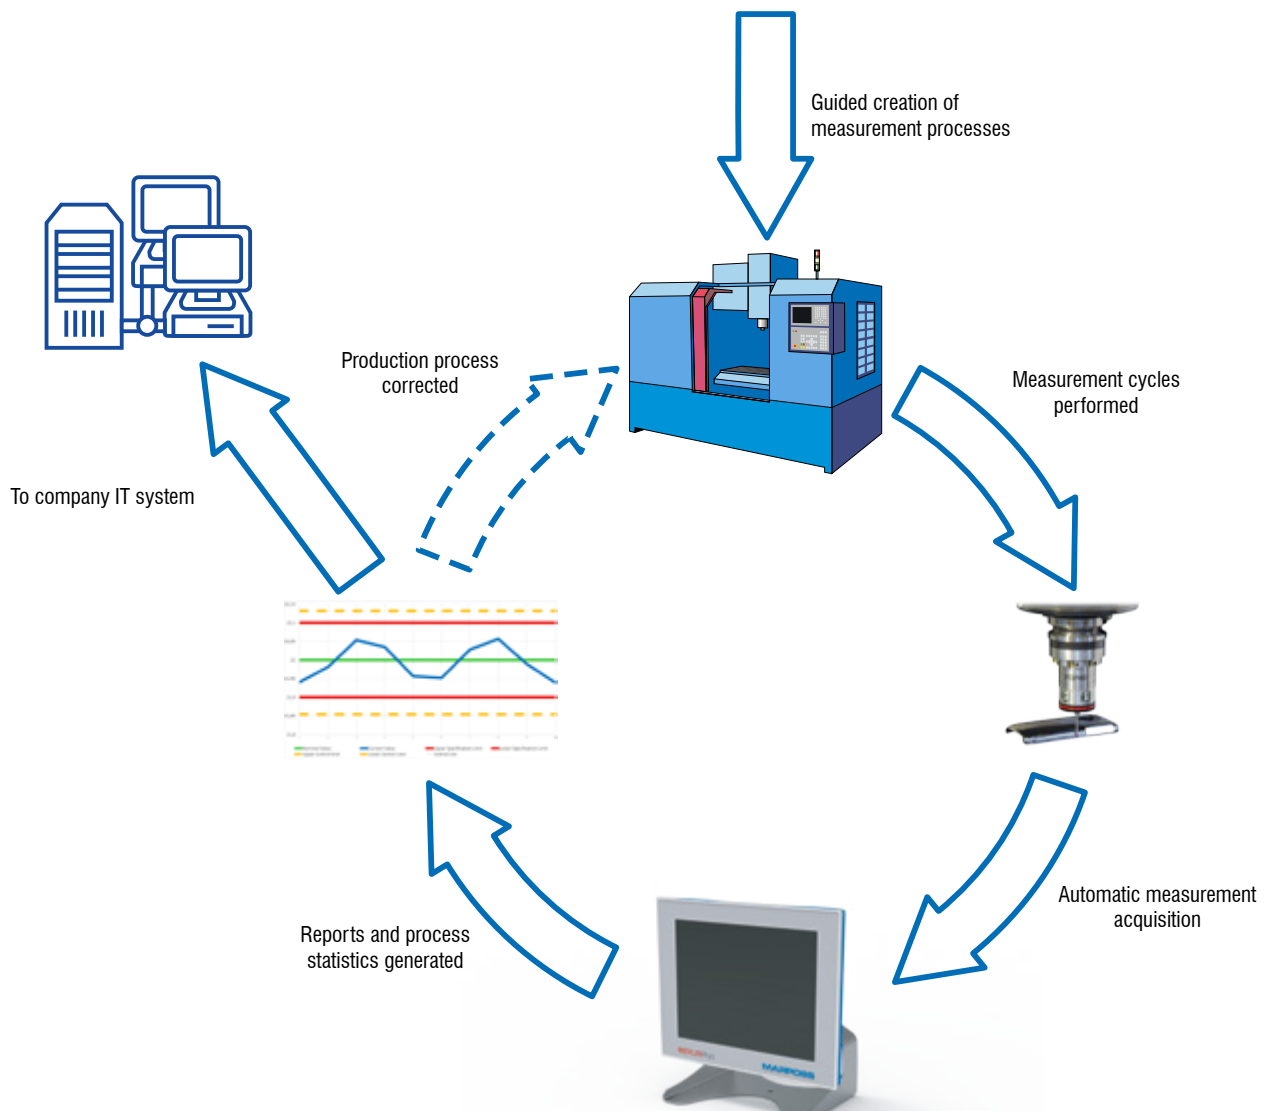 Guided creation of
measurement processes
Production process
corrected
Measurement cycles
performed
To company IT system
Automatic measurement
acquisition
Reports and process
statistics generated
MARPOSS